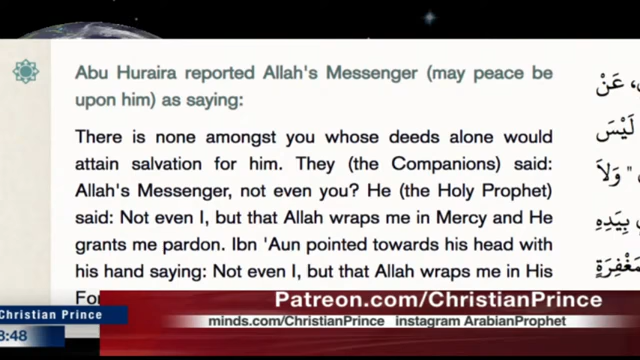 Abu Huraira reported Allah's Messenger (may peace be
upon him) as saying:
There is none amongst you whose deeds alone would
attain salvation for him. They (the Companions) said:
Allah's Messenger, not even you? He (the Holy Prophet)
said: Not even I, but that Allah wraps me in Mercy and He
grants me pardon. Ibn 'Aun pointed towards his head with
his hand saying: Not even I, but that Allah wraps me in His
عَنْ
لَيْسَ
" وَلاَ
بِيَدِهِ
Patreon.com/ChristianPrince
Christian Prince
minds.com/ChristianPrince instagram ArabianProphet
8:48